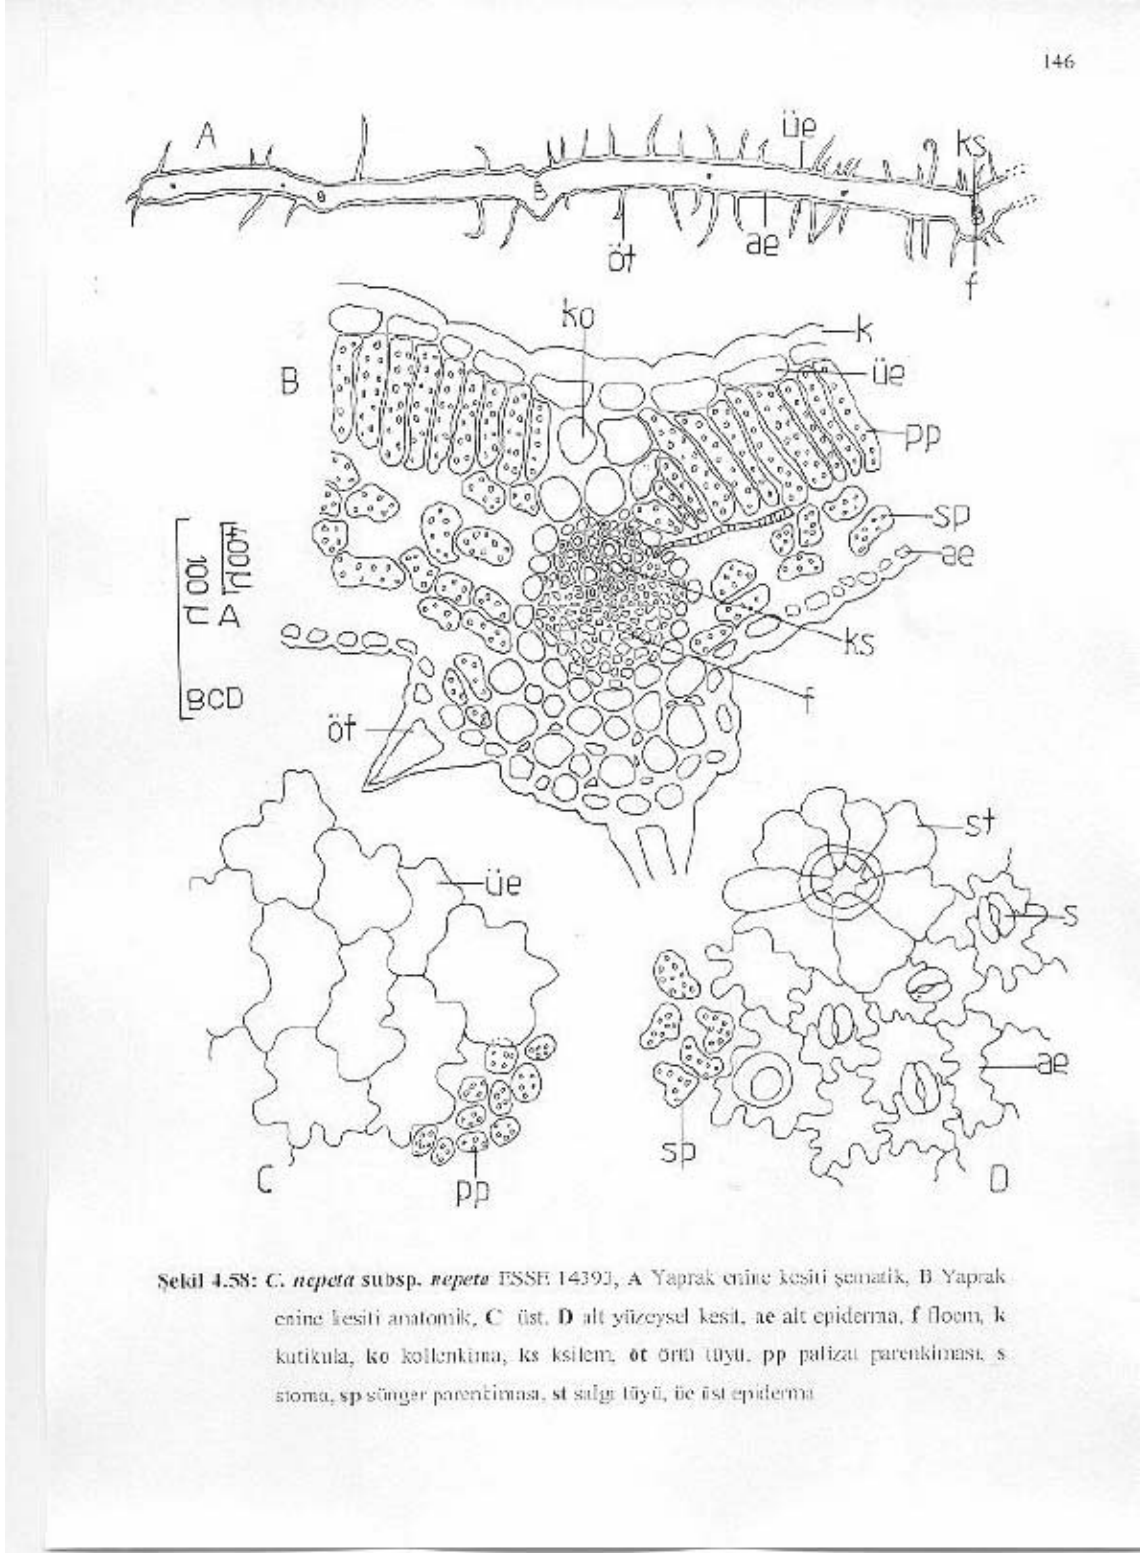 146
A
üe
ks
öt
ae
f
ko
k
B
üe
pp
sp
ae
400 µ
100 µ
A
ks
BCD
f
öt
st
üe
s
ae
sp
C
pp
D
Şekil 4.58: C. nepeta subsp. nepeta ESSE 14393, A Yaprak enine kesiti şematik, B Yaprak
enine kesiti anatomik, C üst, D alt yüzeysel kesit, ae alt epiderma, f floem, k
kutikula, ko kollenkima, ks ksilem, öt örtü tüyü, pp palizat parenkiması, s
stoma, sp sünger parenkiması, st salgı tüyü, üe üst epiderma